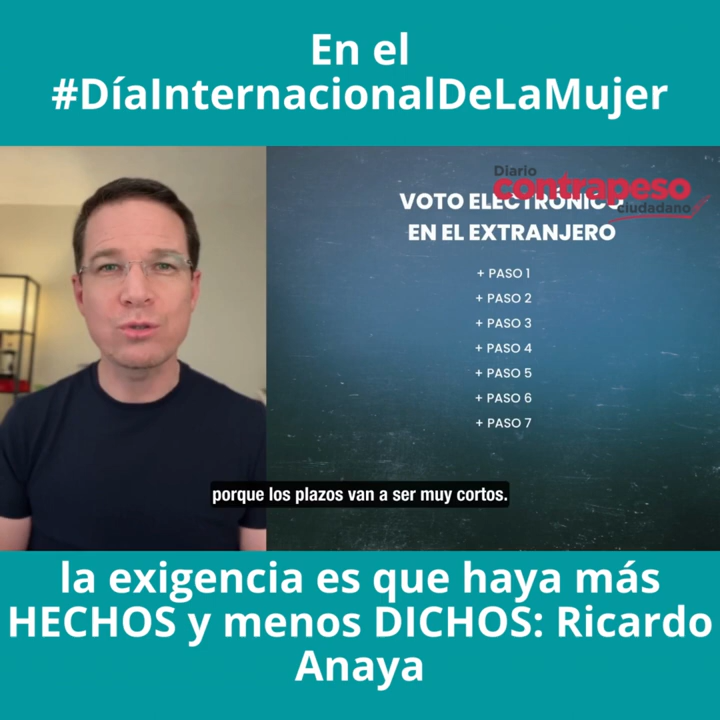 En el
#DíaInternacionalDeLaMujer
Diario
contrapeso
ciudadano
VOTO ELECTRÓNICO
EN EL EXTRANJERO
+ PASO 1
+ PASO 2
+ PASO 3
+ PASO 4
+ PASO 5
+ PASO 6
+ PASO 7
porque los plazos van a ser muy cortos.
la exigencia es que haya más
HECHOS y menos DICHOS: Ricardo
Anaya